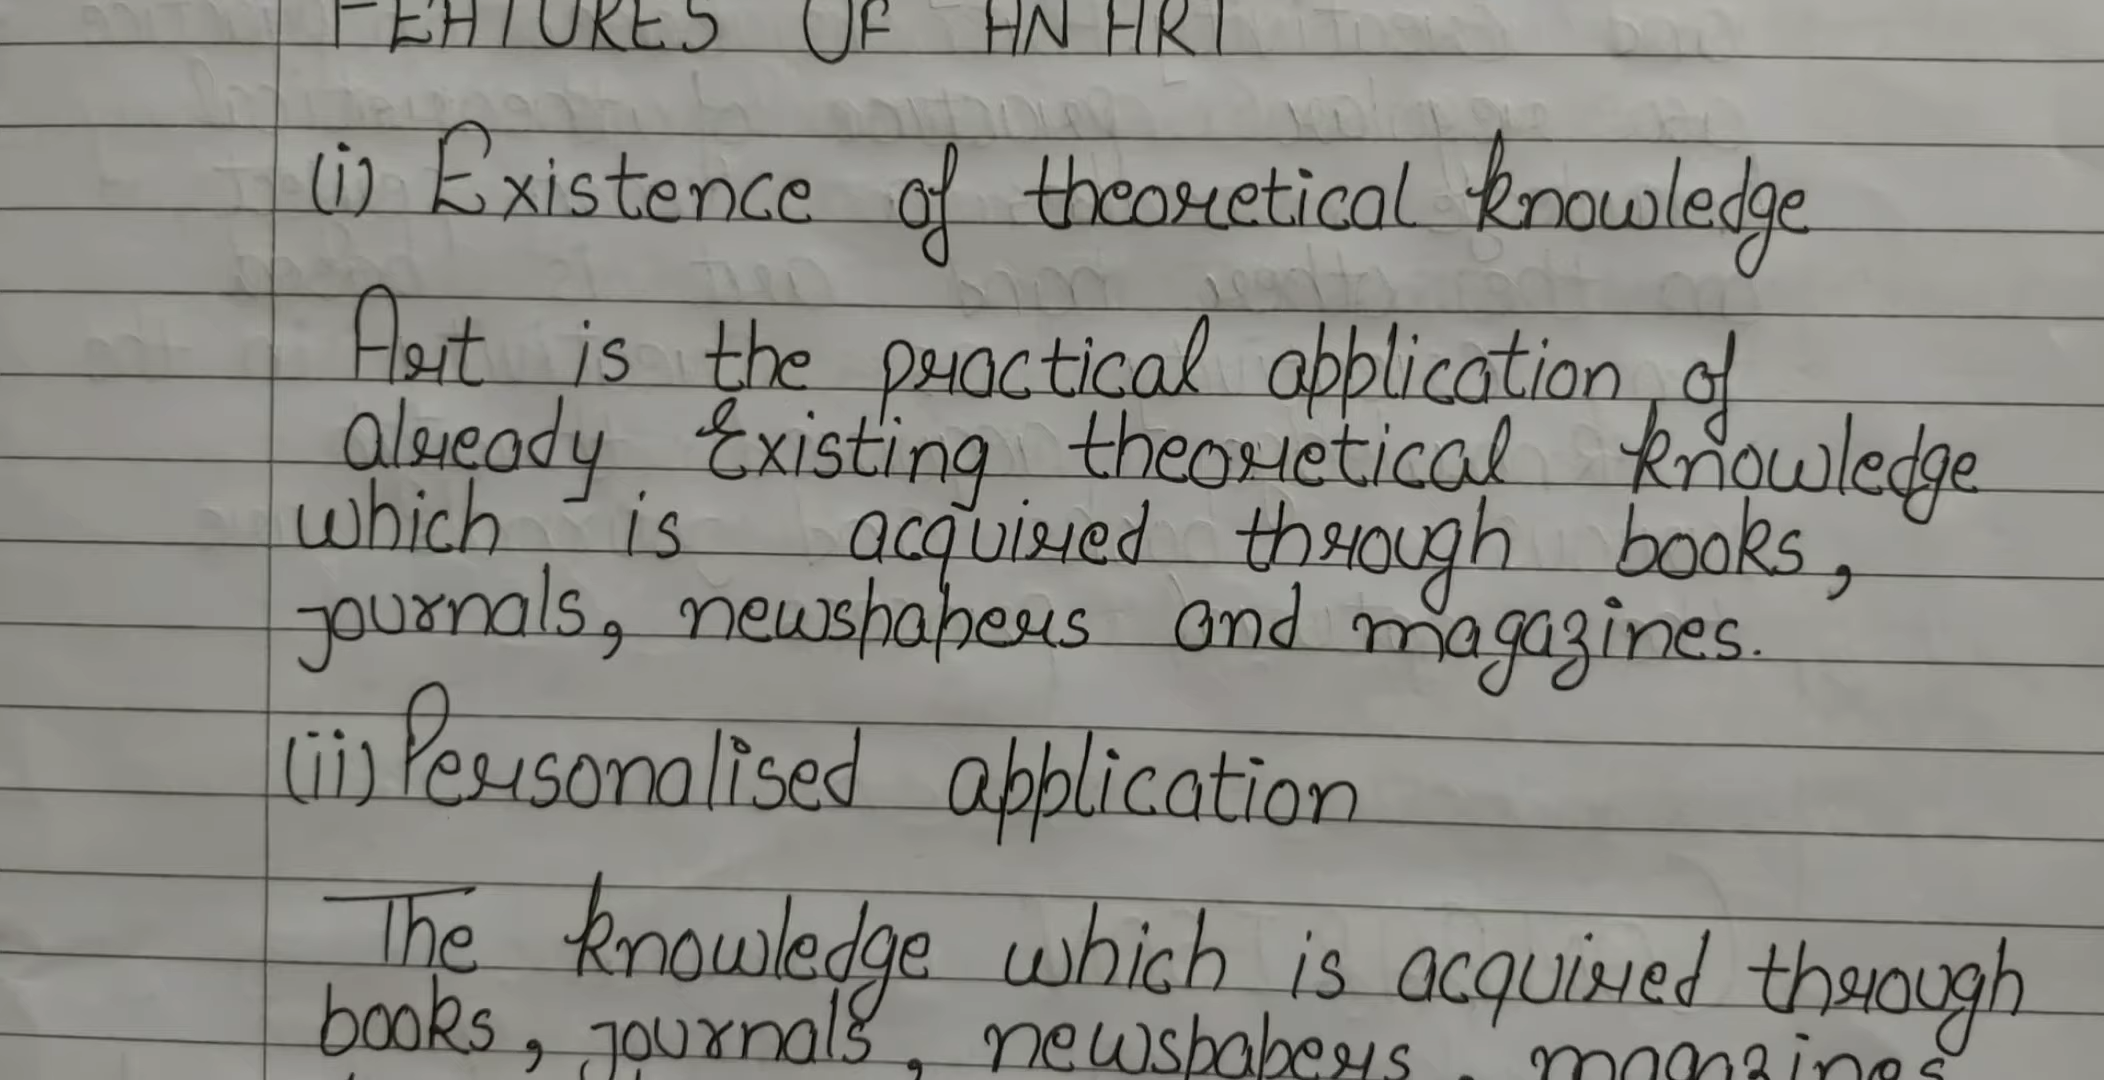 FEATURES OF AN ART
(i) Existence of theoretical knowledge
Art is the practical application of
already Existing theoretical knowledge
which is acquired through books,
journals, newspapers and magazines.
(ii) Personalised application
The knowledge which is acquired through
books, journals, newspapers, magazines